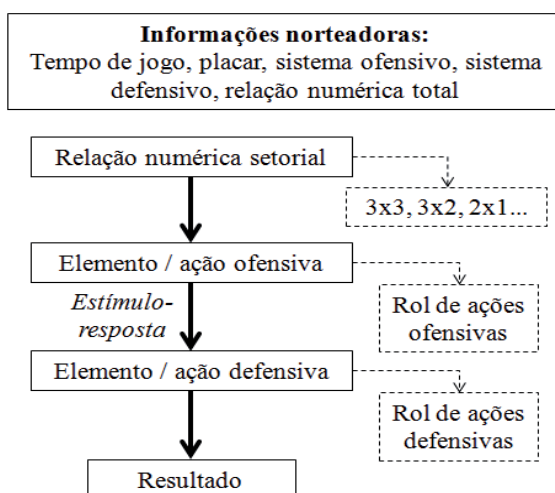 Informações norteadoras:
Tempo de jogo, placar, sistema ofensivo, sistema
defensivo, relação numérica total
Relação numérica setorial
3x3, 3x2, 2x1...
Elemento / ação ofensiva
Estímulo-
resposta
Rol de ações
ofensivas
Elemento / ação defensiva
Rol de ações
defensivas
Resultado